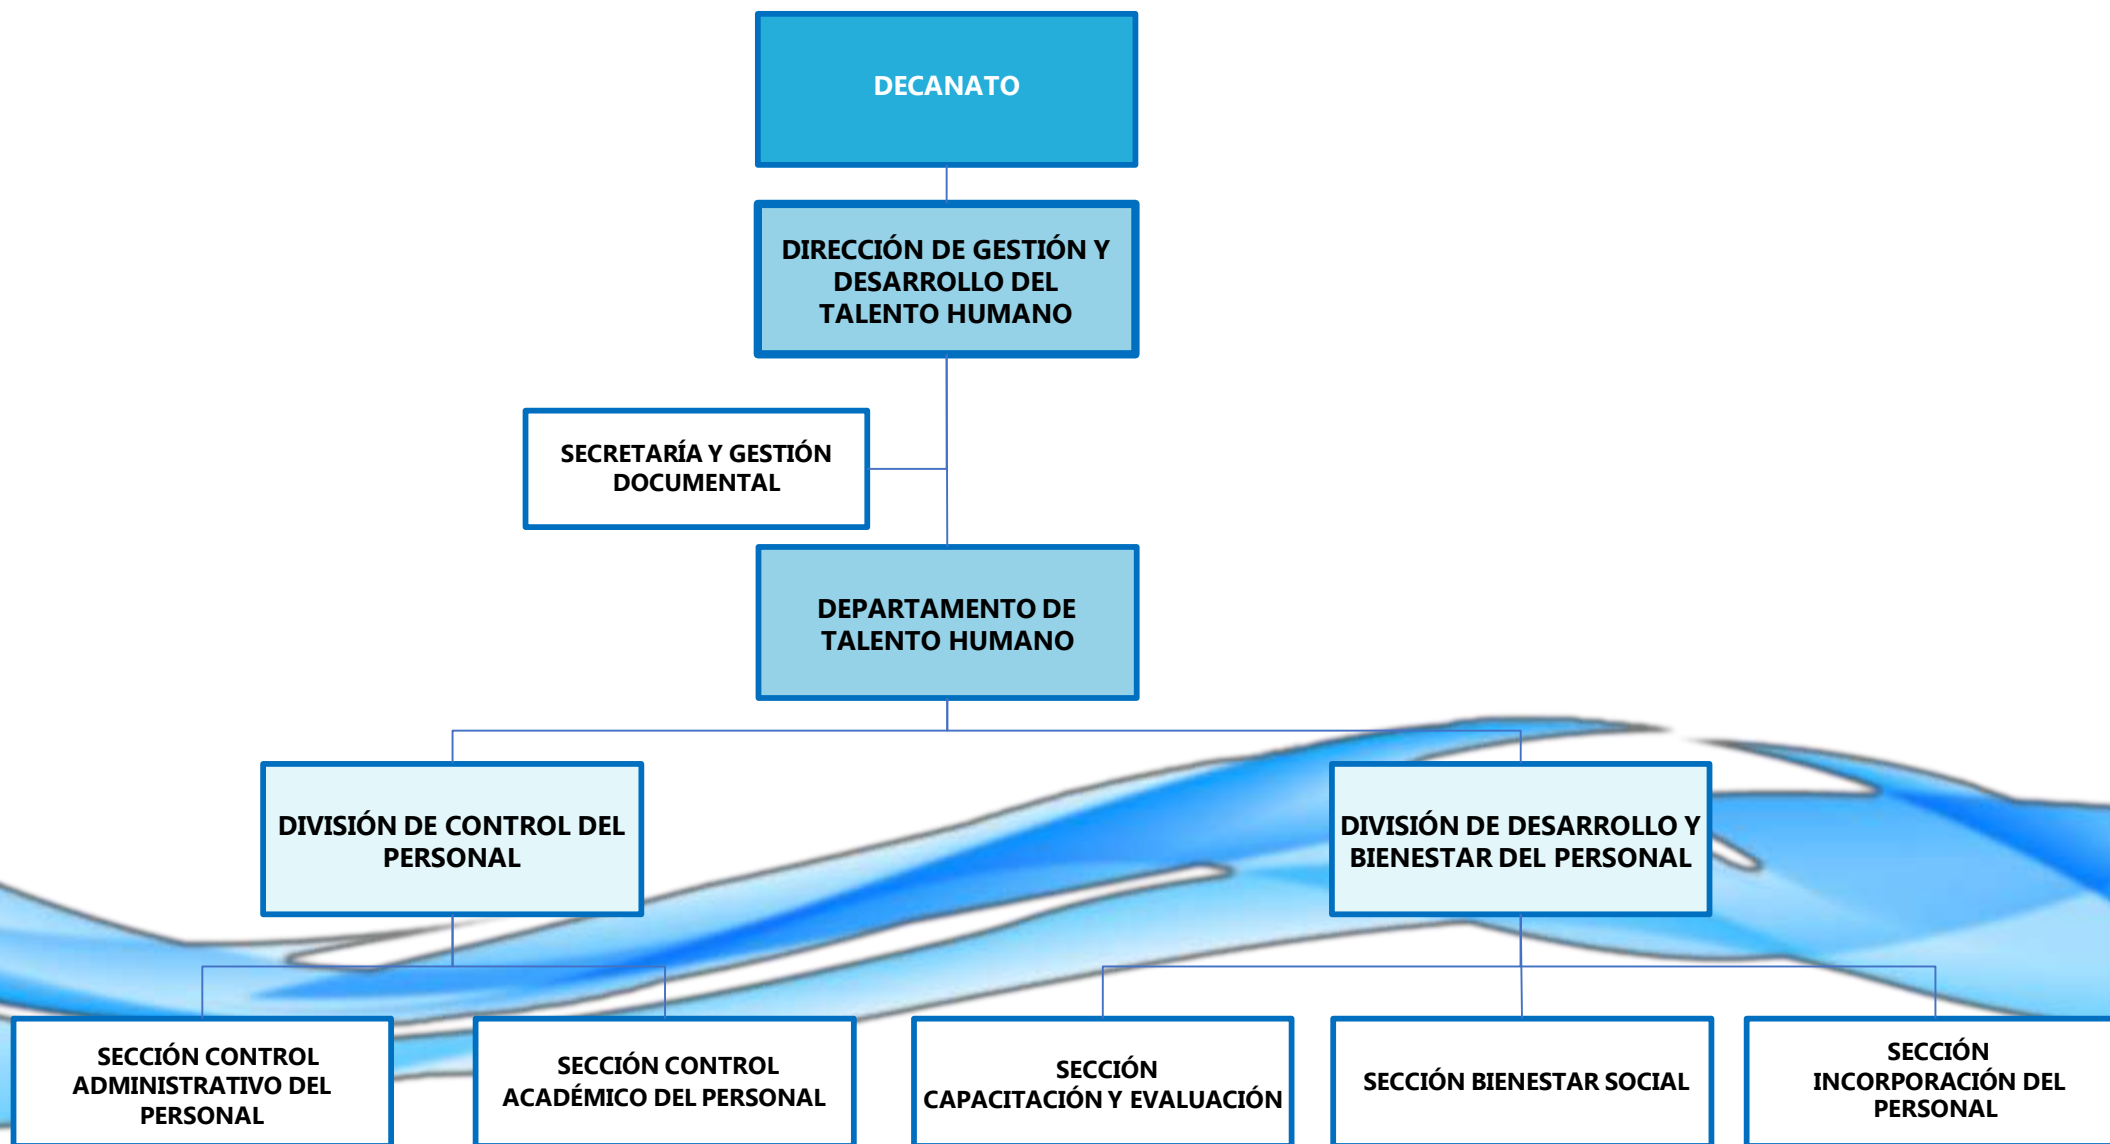 DECANATO
DIRECCIÓN DE GESTIÓN Y
DESARROLLO DEL
TALENTO HUMANO
SECRETARÍA Y GESTIÓN
DOCUMENTAL
DEPARTAMENTO DE
TALENTO HUMANO
DIVISIÓN DE CONTROL DEL
PERSONAL
DIVISIÓN DE DESARROLLO Y
BIENESTAR DEL PERSONAL
SECCIÓN CONTROL
ADMINISTRATIVO DEL
PERSONAL
SECCIÓN CONTROL
ACADÉMICO DEL PERSONAL
SECCIÓN
CAPACITACIÓN Y EVALUACIÓN
SECCIÓN BIENESTAR SOCIAL
SECCIÓN
INCORPORACIÓN DEL
PERSONAL